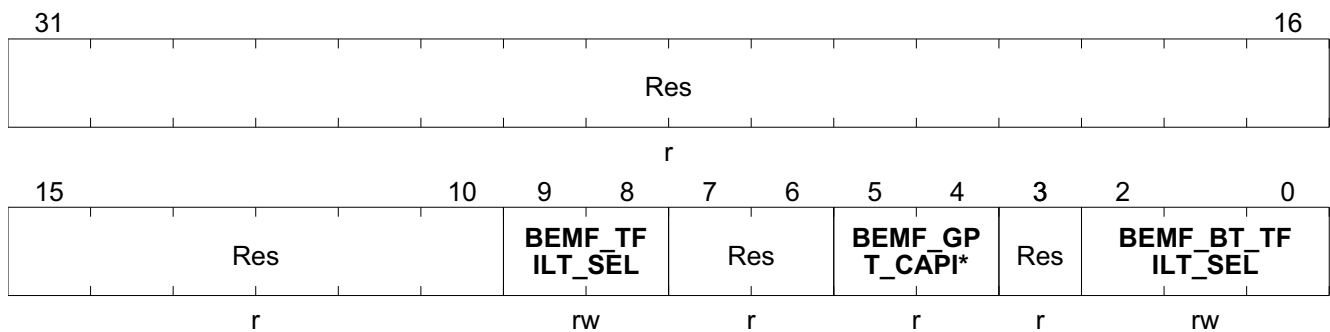 31 16
Res
r
15 10 9 8 7 6 5 4 3 2 0
Res BEMF_TF Res BEMF_GP Res BEMF_BT_TF
ILT_SEL T_CAPI* ILT_SEL
r rw r r r rw